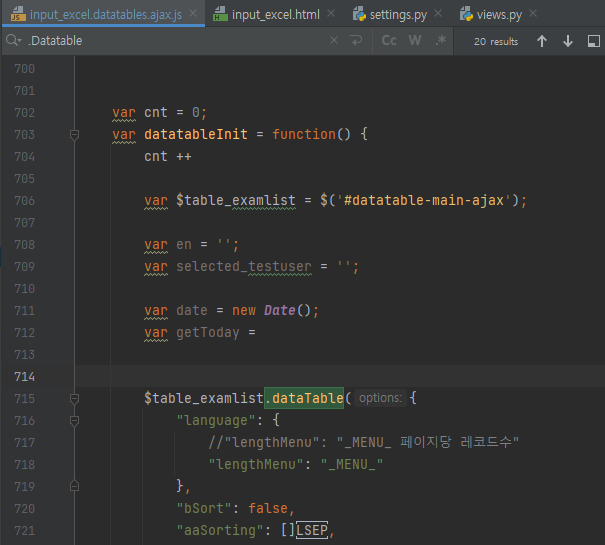 input_excel.datatables.ajax.js × input_excel.html × settings.py × views.py ×
.Datatable × Cc W .* 20 results
700
701
702 var cnt = 0;
703 var datatableInit = function() {
704 cnt ++
705
706 var $table_examlist = $('#datatable-main-ajax');
707
708 var en = '';
709 var selected_testuser = '';
710
711 var date = new Date();
712 var getToday =
713
714
715 $table_examlist.dataTable( options: {
716 "language": {
717 //"lengthMenu": "_MENU_ 페이지당 레코드수"
718 "lengthMenu": "_MENU_"
719 },
720 "bSort": false,
721 "aaSorting": []LSEP,